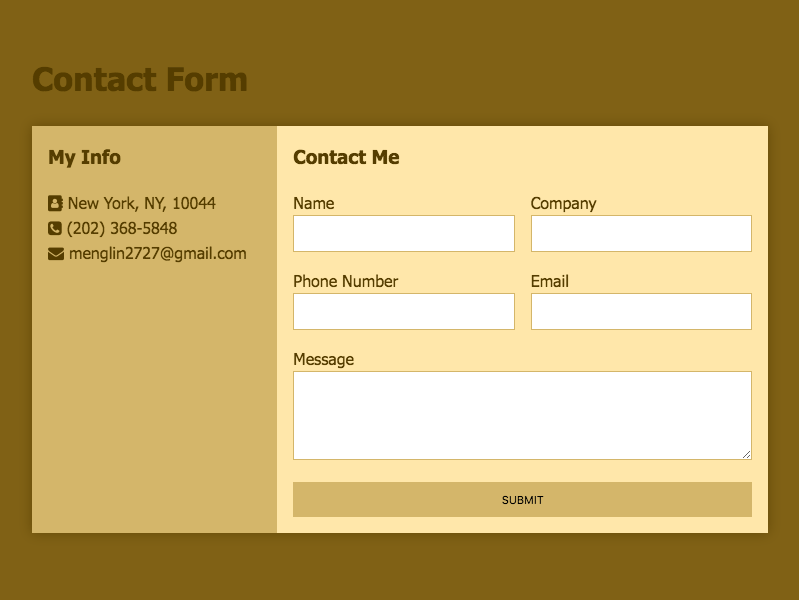 Contact Form
My Info
New York, NY, 10044
(202) 368-5848
menglin2727@gmail.com
Contact Me
Name
Company
Phone Number
Email
Message
SUBMIT